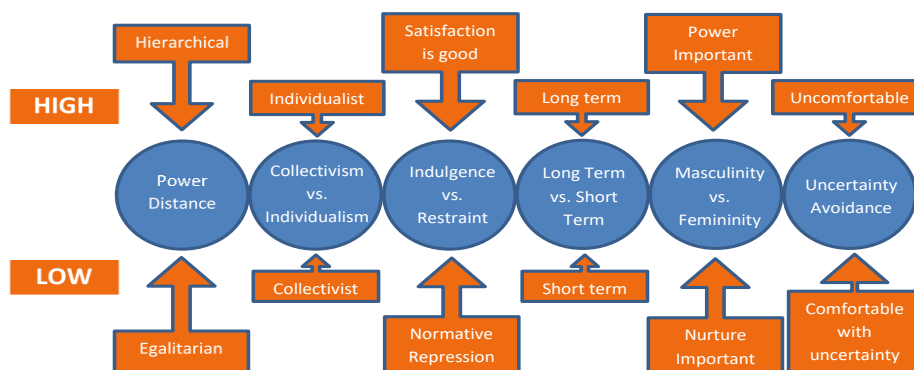 Hierarchical
Satisfaction
is good
Power
Important
HIGH
Individualist
Long term
Uncomfortable
Power
Distance
Collectivism
vs.
Individualism
Indulgence
vs.
Restraint
Long Term
vs. Short
Term
Masculinity
vs.
Femininity
Uncertainty
Avoidance
LOW
Collectivist
Short term
Egalitarian
Normative
Repression
Nurture
Important
Comfortable
with
uncertainty